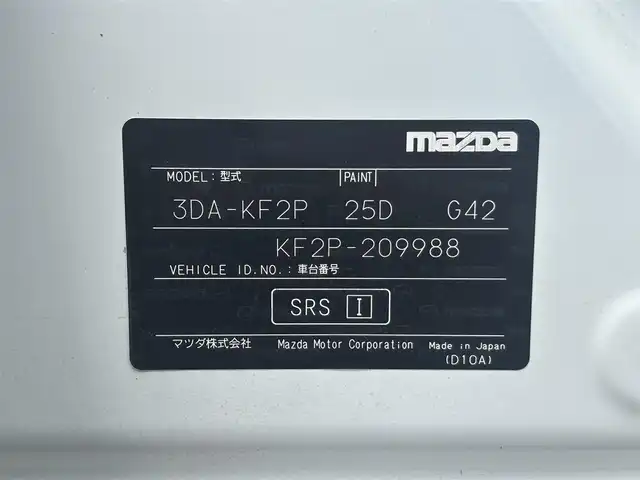 mazda
MODEL:型式 PAINT
3DA-KF2P 25D G42
KF2P-209988
VEHICLE ID.NO.:車台番号
SRS I
マツダ株式会社 Mazda Motor Corporation Made in Japan
(D10A)